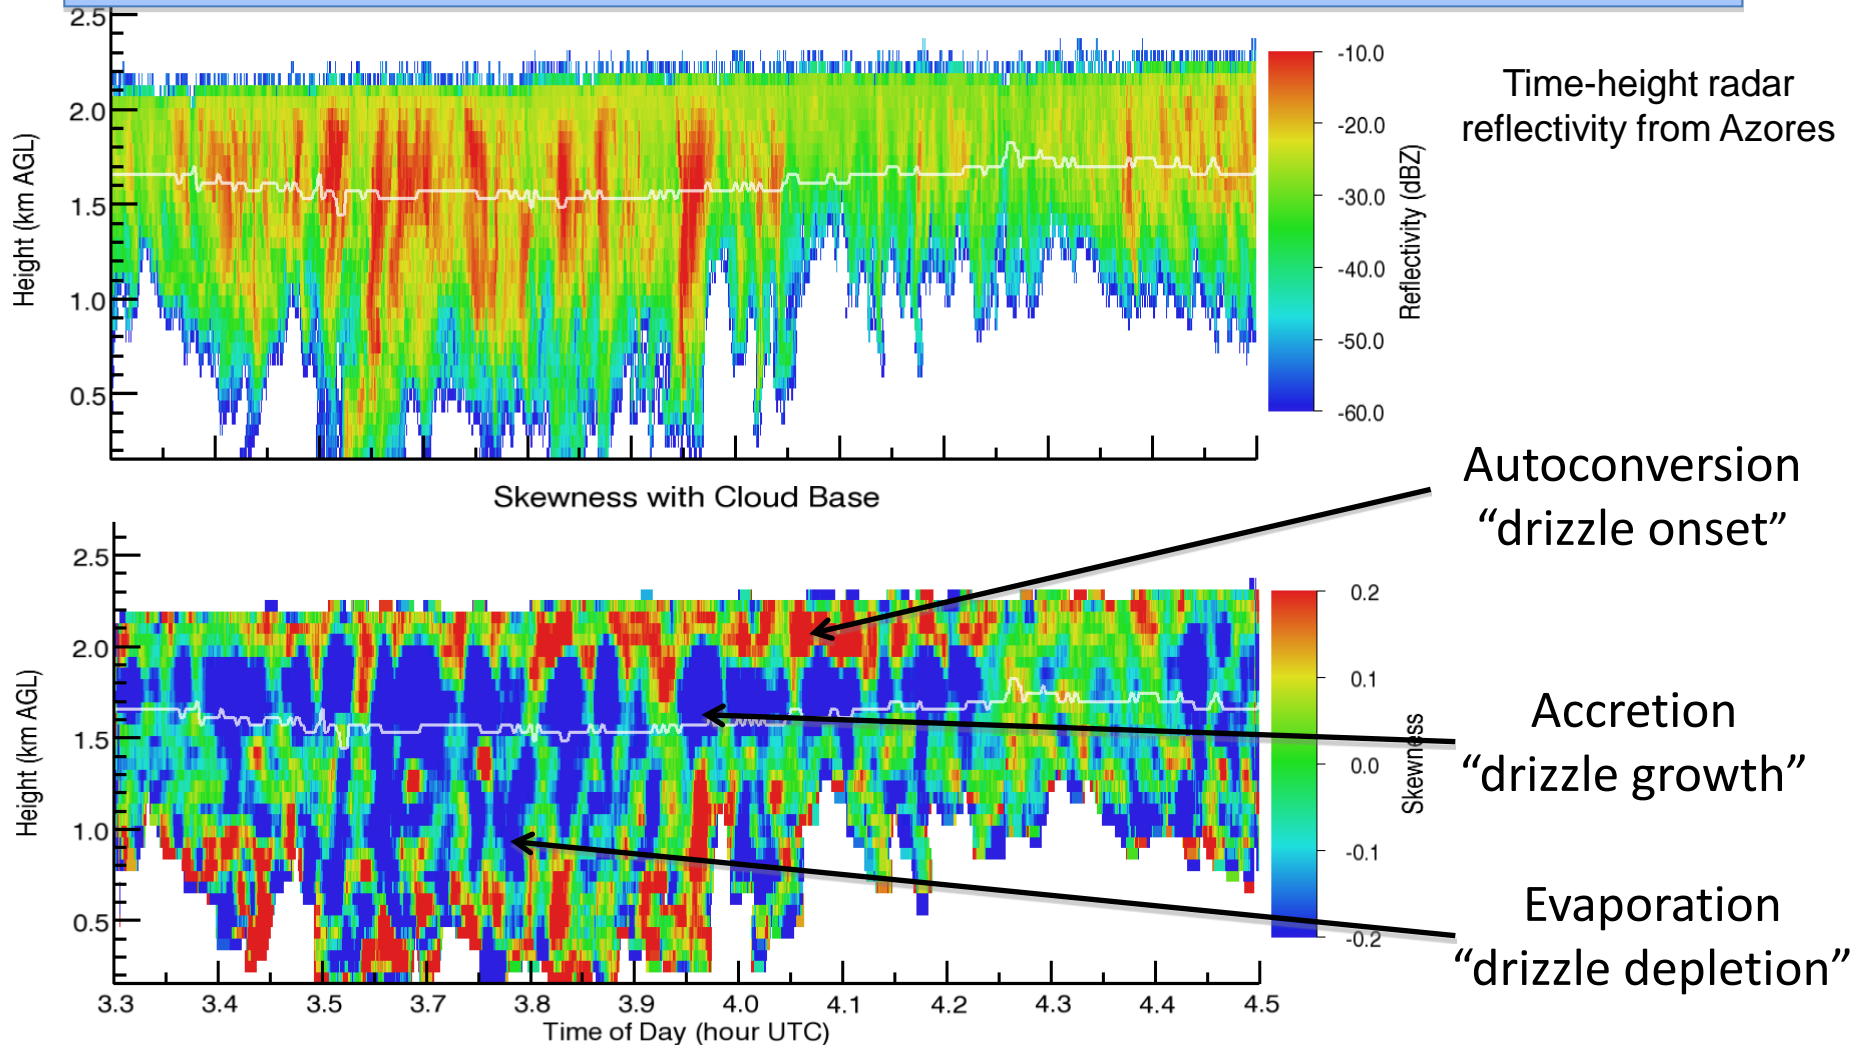 2.5
2.0
1.5
1.0
0.5
Height (km AGL)
-10.0
-20.0
-30.0
-40.0
-50.0
-60.0
Reflectivity (dBZ)
Time-height radar
reflectivity from Azores
Skewness with Cloud Base
Autoconversion
“drizzle onset”
2.5
2.0
1.5
1.0
0.5
Height (km AGL)
0.2
0.1
0.0
-0.1
-0.2
Skewness
Accretion
“drizzle growth”
Evaporation
“drizzle depletion”
3.3 3.4 3.5 3.7 3.8 3.9 4.0 4.1 4.2 4.3 4.4 4.5
Time of Day (hour UTC)